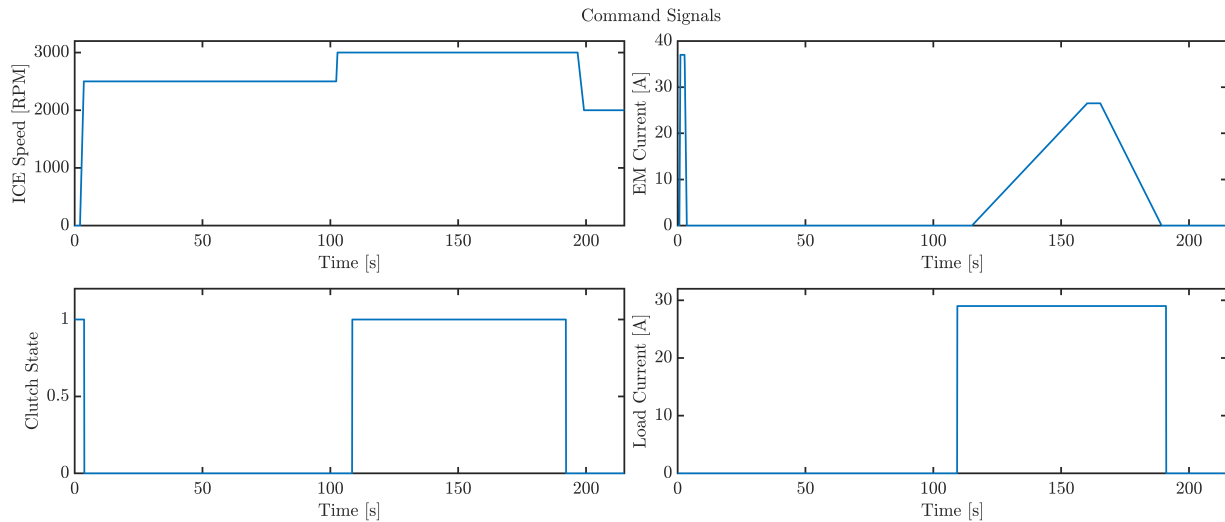 Command Signals
ICE Speed [RPM]
3000
2000
1000
0
0 50 100 150 200
Time [s]
EM Current [A]
40
30
20
10
0
0 50 100 150 200
Time [s]
Clutch State
1
0.5
0
0 50 100 150 200
Time [s]
Load Current [A]
30
20
10
0
0 50 100 150 200
Time [s]